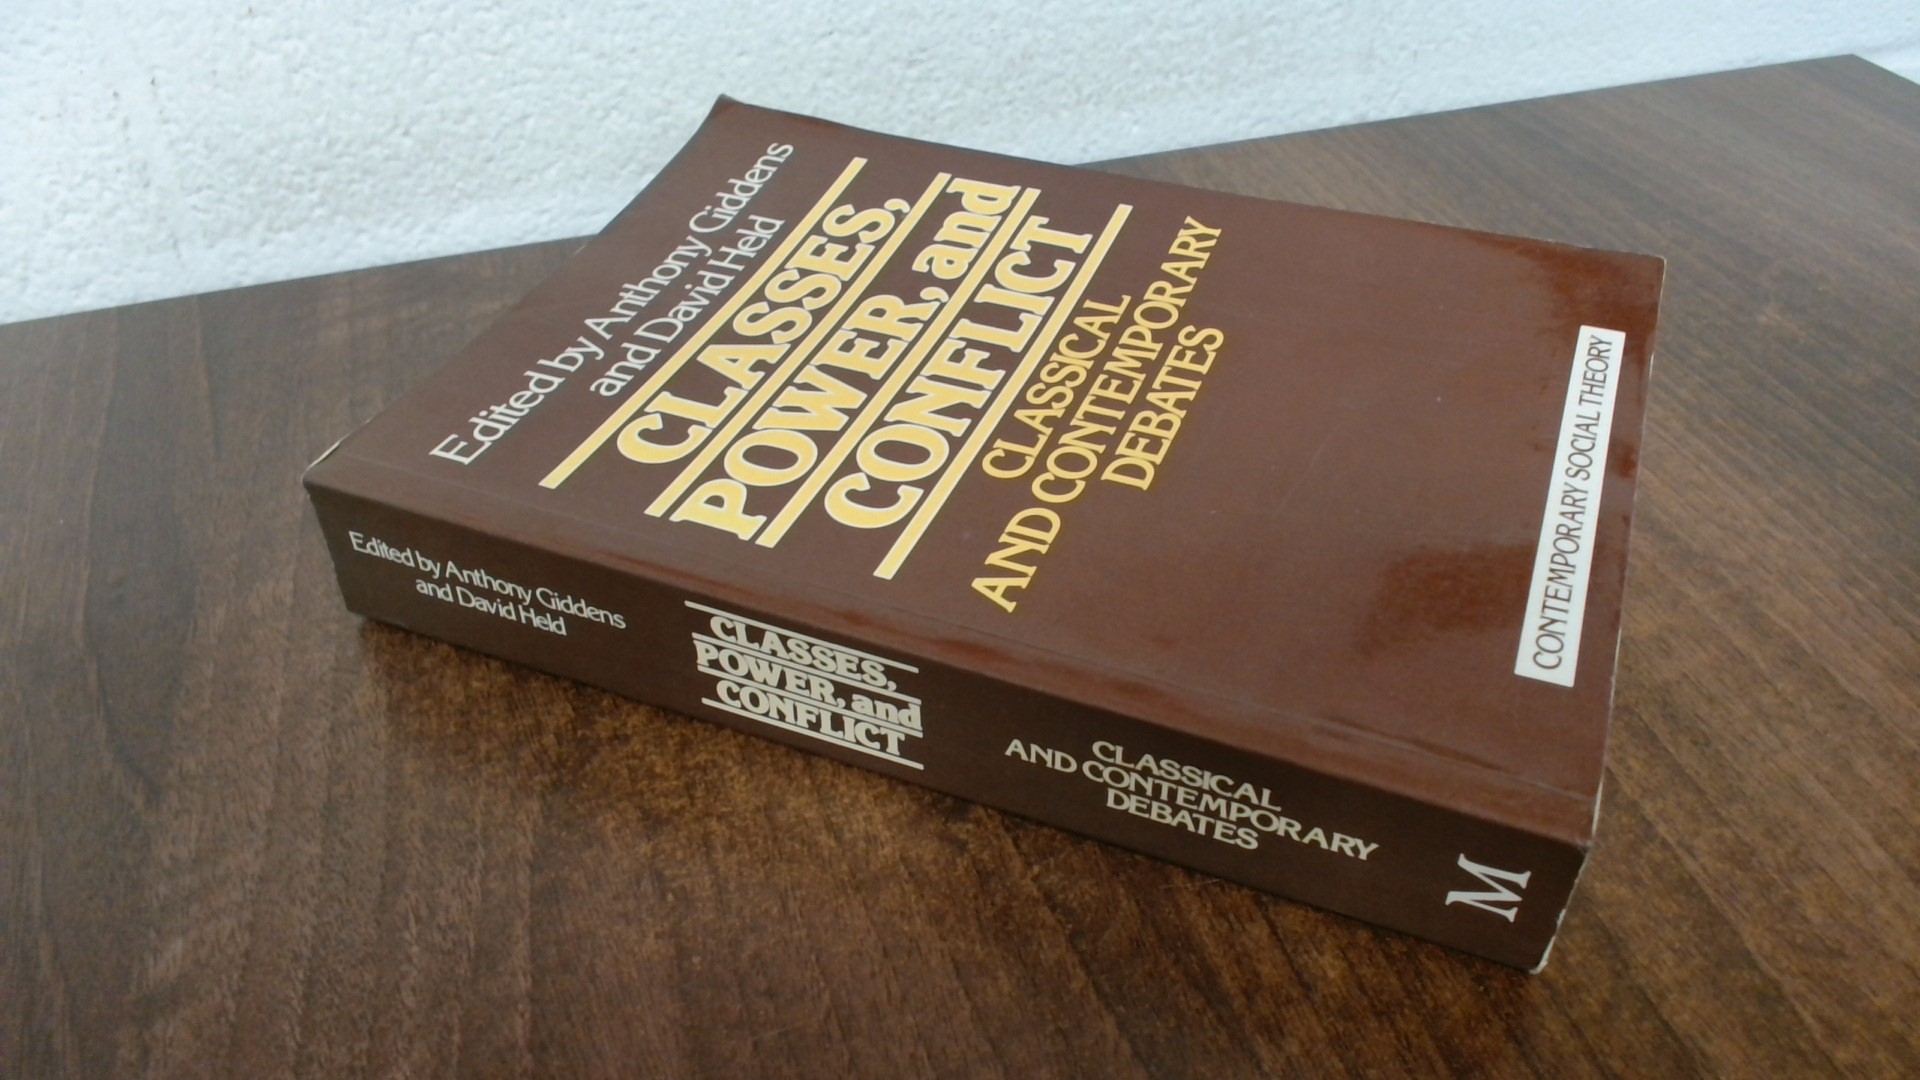 Edited by Anthony Giddens
and David Held
CLASSES,
POWER, and
CONFLICT
CLASSICAL
AND CONTEMPORARY
DEBATES
CONTEMPORARY SOCIAL THEORY
Edited by Anthony Giddens
and David Held
CLASSES,
POWER, and
CONFLICT
CLASSICAL
AND CONTEMPORARY
DEBATES
M